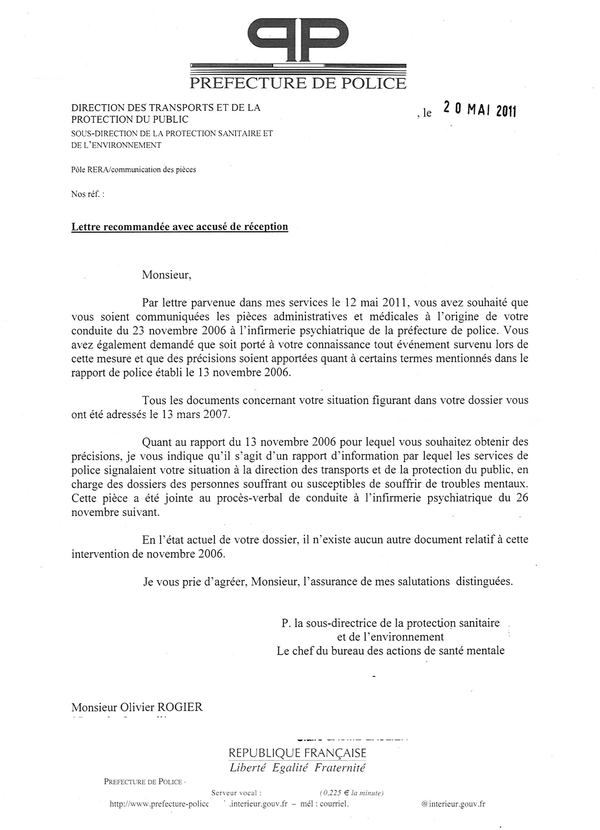 PP
PREFECTURE DE POLICE
DIRECTION DES TRANSPORTS ET DE LA
PROTECTION DU PUBLIC
SOUS-DIRECTION DE LA PROTECTION SANITAIRE ET
DE L'ENVIRONNEMENT
, le 20 MAI 2011
Pôle RERA/communication des pièces
Nos réf. :
Lettre recommandée avec accusé de réception
Monsieur,
Par lettre parvenue dans mes services le 12 mai 2011, vous avez souhaité que
vous soient communiquées les pièces administratives et médicales à l'origine de votre
conduite du 23 novembre 2006 à l'infirmerie psychiatrique de la préfecture de police. Vous
avez également demandé que soit porté à votre connaissance tout événement survenu lors de
cette mesure et que des précisions soient apportées quant à certains termes mentionnés dans le
rapport de police établi le 13 novembre 2006.
Tous les documents concernant votre situation figurant dans votre dossier vous
ont été adressés le 13 mars 2007.
Quant au rapport du 13 novembre 2006 pour lequel vous souhaitez obtenir des
précisions, je vous indique qu'il s'agit d'un rapport d'information par lequel les services de
police signalaient votre situation à la direction des transports et de la protection du public, en
charge des dossiers des personnes souffrant ou susceptibles de souffrir de troubles mentaux.
Cette pièce a été jointe au procès-verbal de conduite à l'infirmerie psychiatrique du 26
novembre suivant.
En l'état actuel de votre dossier, il n'existe aucun autre document relatif à cette
intervention de novembre 2006.
Je vous prie d'agréer, Monsieur, l'assurance de mes salutations distinguées.
P. la sous-directrice de la protection sanitaire
et de l'environnement
Le chef du bureau des actions de santé mentale
Monsieur Olivier ROGIER
REPUBLIQUE FRANÇAISE
Liberté Egalité Fraternité
PREFECTURE DE POLICE -
Serveur vocal : (0,225 € la minute)
http://www.prefecture-police .interieur.gouv.fr – mél : courriel. @interieur.gouv.fr